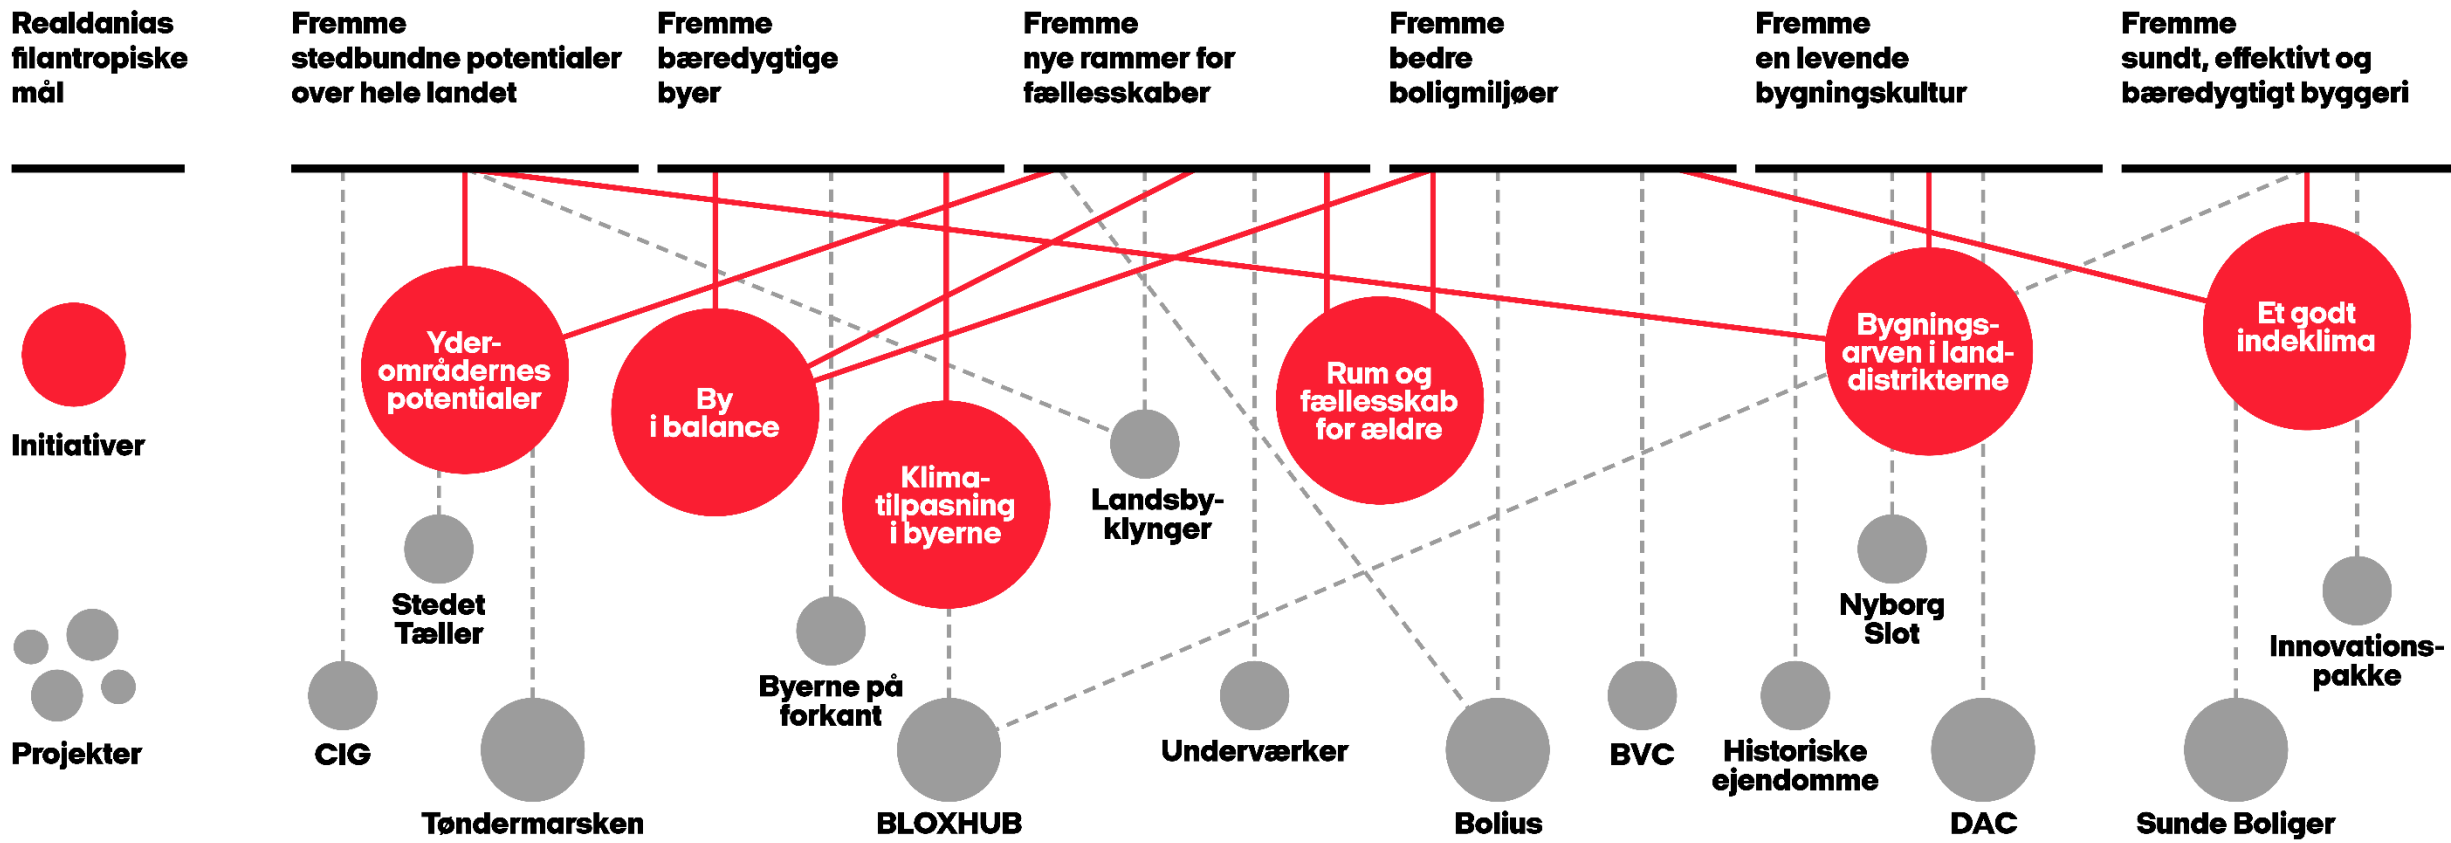 Realdanias
filantropiske
mål
Fremme
stedbundne potentialer
over hele landet
Fremme
bæredygtige
byer
Fremme
nye rammer for
fællesskaber
Fremme
bedre
boligmiljøer
Fremme
en levende
bygningskultur
Fremme
sundt, effektivt og
bæredygtigt byggeri
Initiativer
Yder-
områdernes
potentialer
By
i balance
Klima-
tilpasning
i byerne
Rum og
fællesskab
for ældre
Bygnings-
arven i land-
distrikterne
Et godt
indeklima
Projekter
CIG
Stedet
Tæller
Tøndermarsken
Byerne på
forkant
BLOXHUB
Landsby-
klynger
Underværker
Bolius
BVC
Historiske
ejendomme
Nyborg
Slot
DAC
Sunde Boliger
Innovations-
pakke